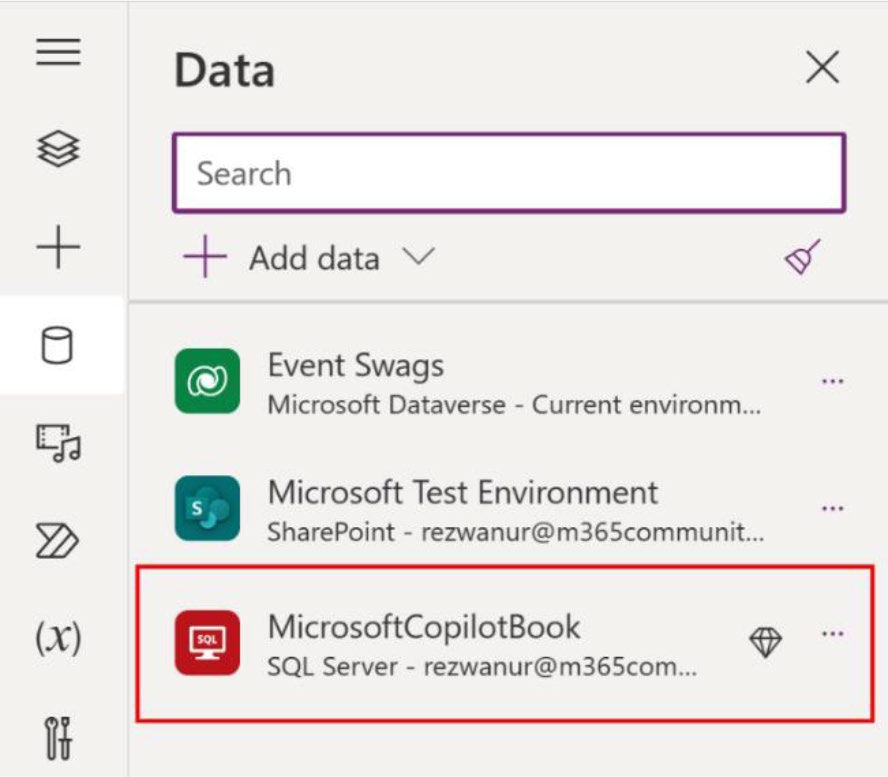 Data
Search
Add data
Event Swags
Microsoft Dataverse - Current environm...
Microsoft Test Environment
S
SharePoint - rezwanur@m365communit...
MicrosoftCopilotBook
SQL
SQL Server - rezwanur@m365com...
(x)